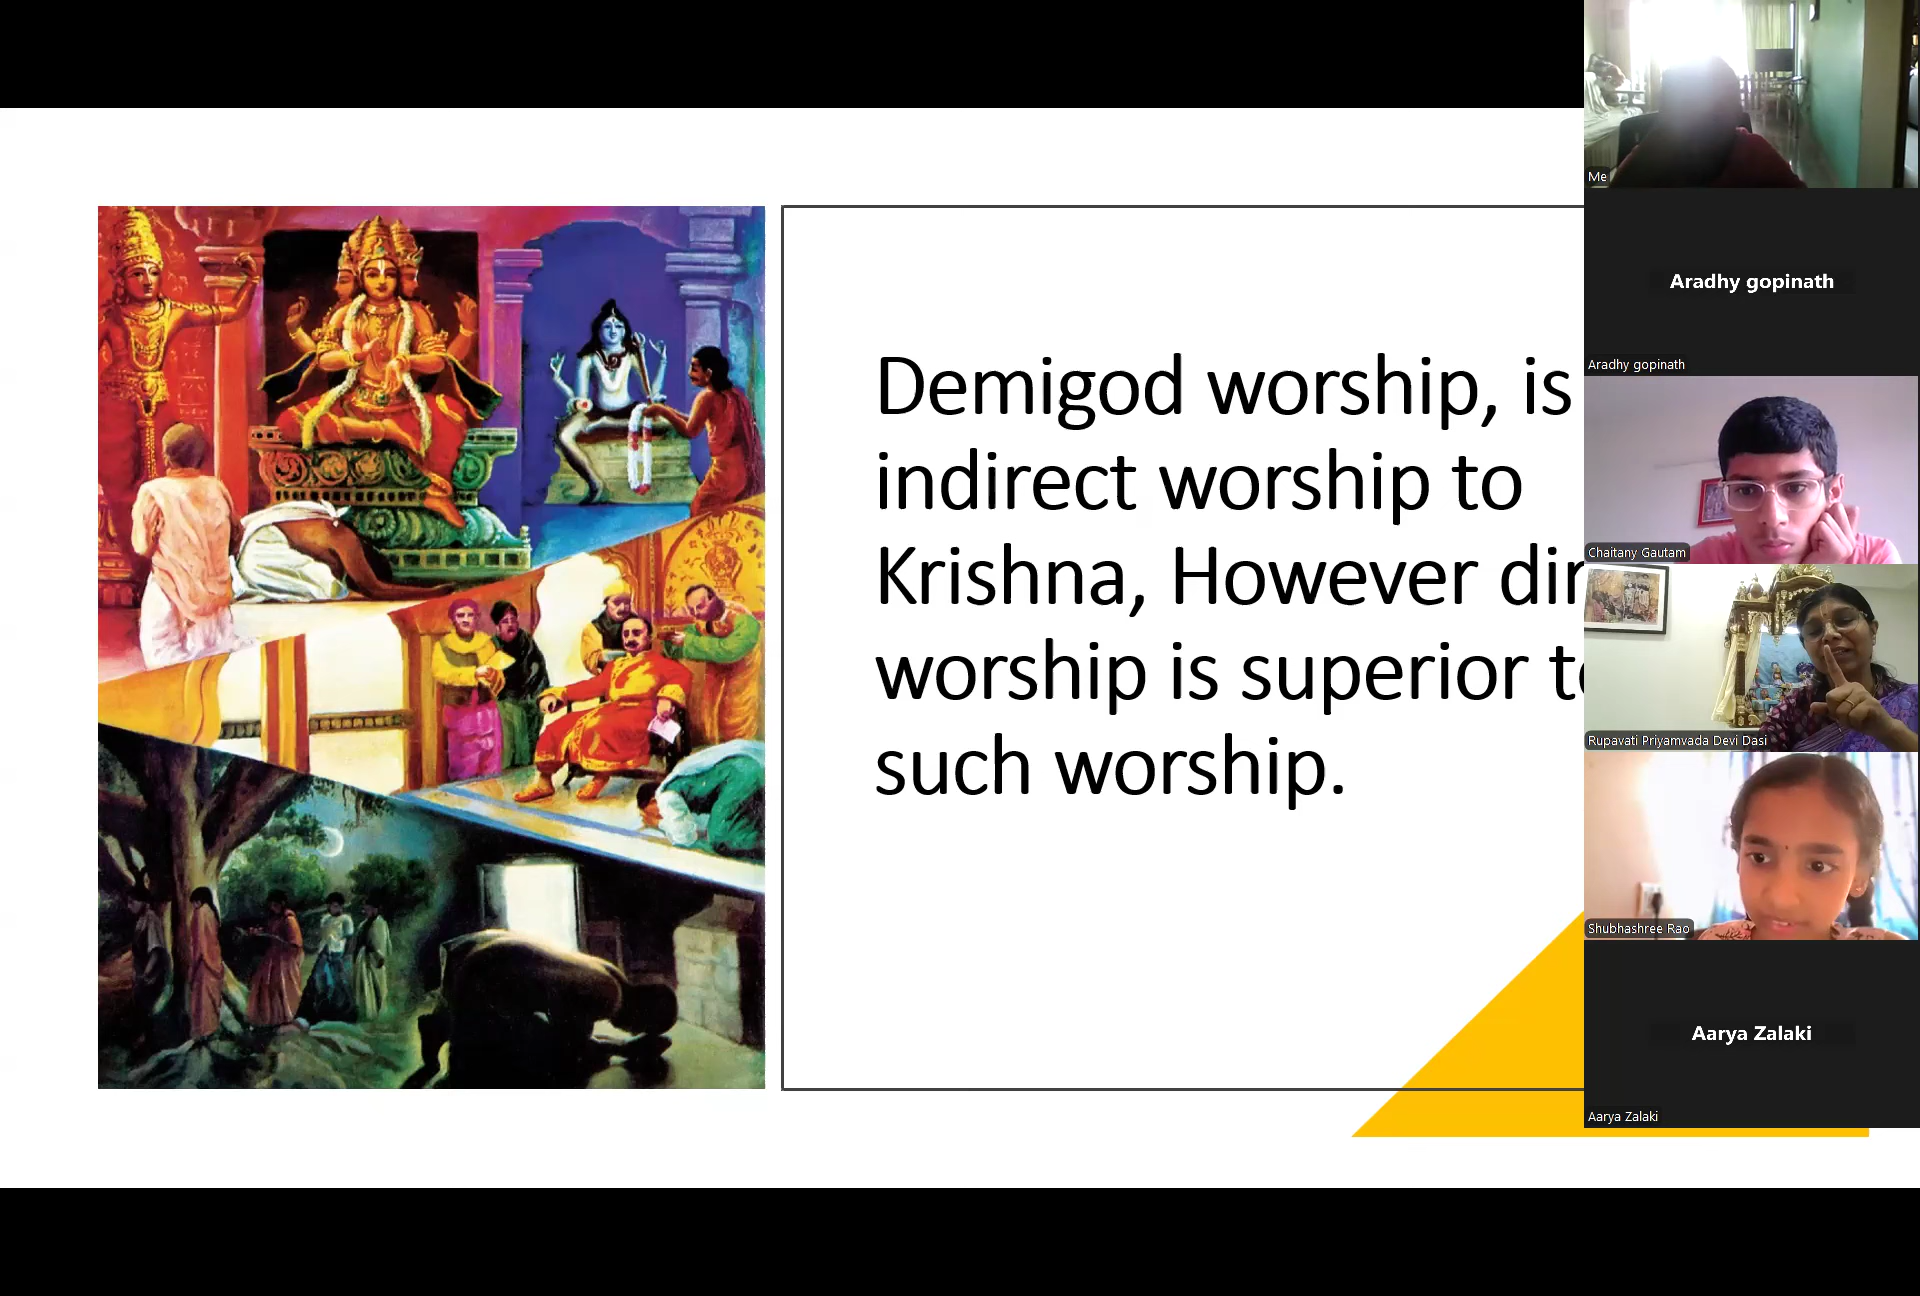 Demigod worship, is
indirect worship to
Krishna, However dir
worship is superior to
such worship.
Me
Aradhy gopinath
Aradhy gopinath
Chaitany Gautam
Rupavati Priyamvada Devi Dasi
Shubhashree Rao
Aarya Zalaki
Aarya Zalaki